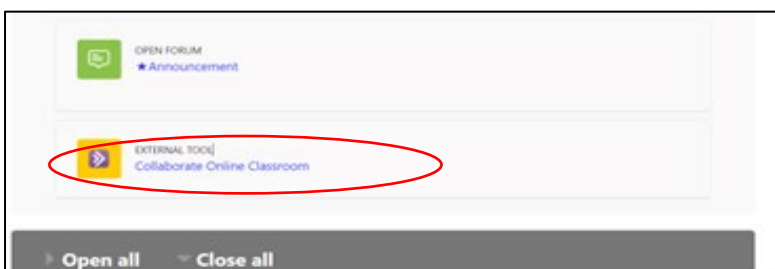 OPEN FORUM
★Announcement
EXTERNAL TOOL
Collaborate Online Classroom
Open all Close all